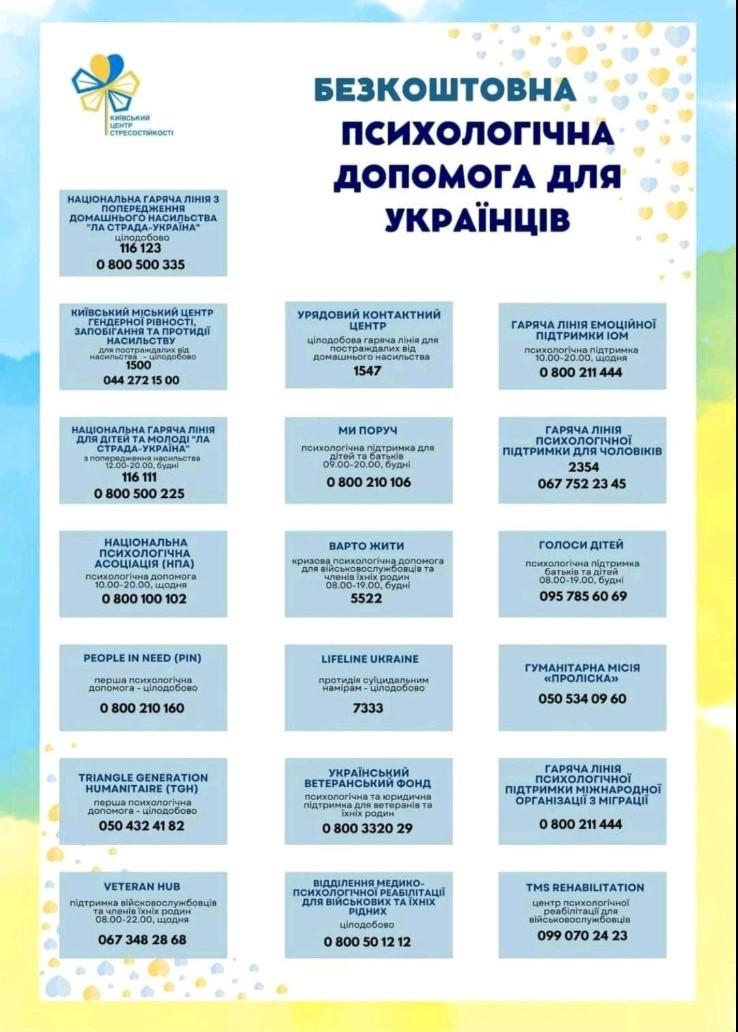 КИЇВСЬКИЙ
ЦЕНТР
СТРЕСОСТІЙКОСТІ
БЕЗКОШТОВНА
ПСИХОЛОГІЧНА
ДОПОМОГА ДЛЯ
УКРАЇНЦІВ
НАЦІОНАЛЬНА ГАРЯЧА ЛІНІЯ З
ПОПЕРЕДЖЕННЯ
ДОМАШНЬОГО НАСИЛЬСТВА
"ЛА СТРАДА-УКРАЇНА"
цілодобово
116 123
0 800 500 335
КИЇВСЬКИЙ МІСЬКИЙ ЦЕНТР
ГЕНДЕРНОЇ РІВНОСТІ,
ЗАПОБІГАННЯ ТА ПРОТИДІЇ
НАСИЛЬСТВУ
для постраждалих від
насильства - цілодобово
1500
044 272 15 00
УРЯДОВИЙ КОНТАКТНИЙ
ЦЕНТР
цілодобова гаряча лінія для
постраждалих від
домашнього насильства
1547
ГАРЯЧА ЛІНІЯ ЕМОЦІЙНОЇ
ПІДТРИМКИ ІОМ
психологічна підтримка
10.00-20.00, щодня
0 800 211 444
НАЦІОНАЛЬНА ГАРЯЧА ЛІНІЯ
ДЛЯ ДІТЕЙ ТА МОЛОДІ "ЛА
СТРАДА-УКРАЇНА"
з попередження насильства
12.00-20.00, будні
116 111
0 800 500 225
МИ ПОРУЧ
психологічна підтримка для
дітей та батьків
09.00-20.00, будні
0 800 210 106
ГАРЯЧА ЛІНІЯ
ПСИХОЛОГІЧНОЇ
ПІДТРИМКИ ДЛЯ ЧОЛОВІКІВ
2354
067 752 23 45
НАЦІОНАЛЬНА
ПСИХОЛОГІЧНА
АСОЦІАЦІЯ (НПА)
психологічна допомога
10.00-20.00, щодня
0 800 100 102
ВАРТО ЖИТИ
кризова психологічна допомога
для військовослужбовців та
членів їхніх родин
08.00-19.00, будні
5522
ГОЛОСИ ДІТЕЙ
психологічна підтримка
батьків та дітей
08.00-19.00, будні
095 785 60 69
PEOPLE IN NEED (PIN)
перша психологічна
допомога - цілодобово
0 800 210 160
LIFELINE UKRAINE
протидія суїцидальним
намірам - цілодобово
7333
ГУМАНІТАРНА МІСІЯ
«ПРОЛІСКА»
050 534 09 60
TRIANGLE GENERATION
HUMANITAIRE (TGH)
перша психологічна
допомога - цілодобово
050 432 41 82
УКРАЇНСЬКИЙ
ВЕТЕРАНСЬКИЙ ФОНД
психологічна та юридична
підтримка для ветеранів та
їхніх родин
0 800 3320 29
ГАРЯЧА ЛІНІЯ
ПСИХОЛОГІЧНОЇ
ПІДТРИМКИ МІЖНАРОДНОЇ
ОРГАНІЗАЦІЇ З МІГРАЦІЇ
0 800 211 444
VETERAN HUB
підтримка військовослужбовців
та членів їхніх родин
08.00-22.00, щодня
067 348 28 68
ВІДДІЛЕННЯ МЕДИКО-
ПСИХОЛОГІЧНОЇ РЕАБІЛІТАЦІЇ
ДЛЯ ВІЙСЬКОВИХ ТА ЇХНІХ
РІДНИХ
цілодобово
0 800 50 12 12
TMS REHABILITATION
центр психологічної
реабілітації для
військовослужбовців
099 070 24 23